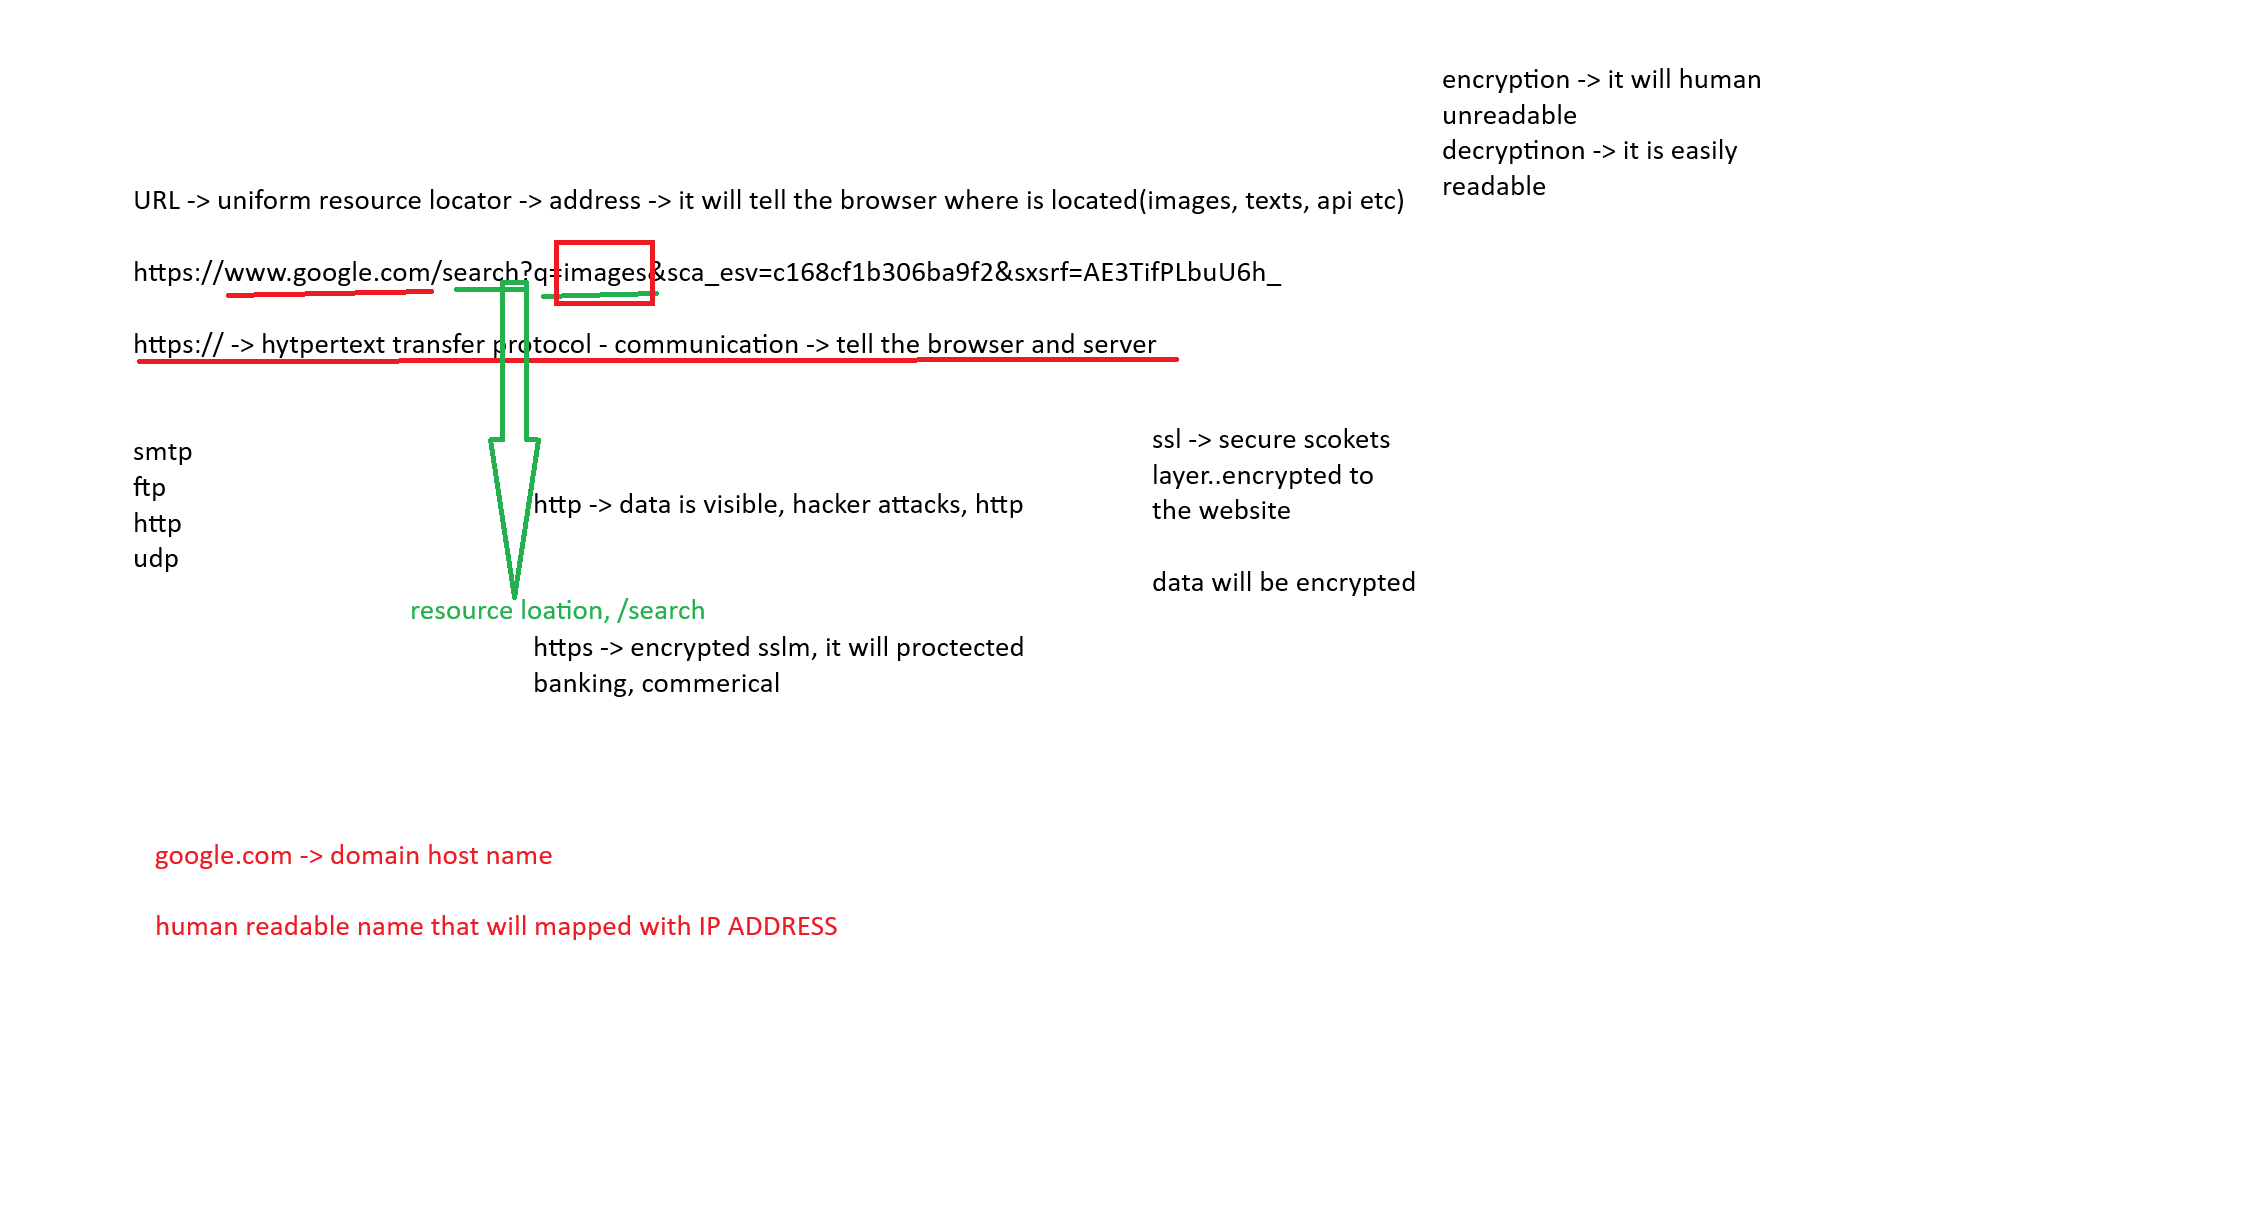 encryption -> it will human
unreadable
decryptinon -> it is easily
readable
URL -> uniform resource locator -> address -> it will tell the browser where is located(images, texts, api etc)
https://www.google.com/search?q=images&sca_esv=c168cf1b306ba9f2&sxsrf=AE3TifPLbuU6h_
https:// -> hytpertext transfer protocol - communication -> tell the browser and server
smtp
ftp
http
udp
http -> data is visible, hacker attacks, http
ssl -> secure scokets
layer..encrypted to
the website
data will be encrypted
resource loation, /search
https -> encrypted sslm, it will proctected
banking, commerical
google.com -> domain host name
human readable name that will mapped with IP ADDRESS